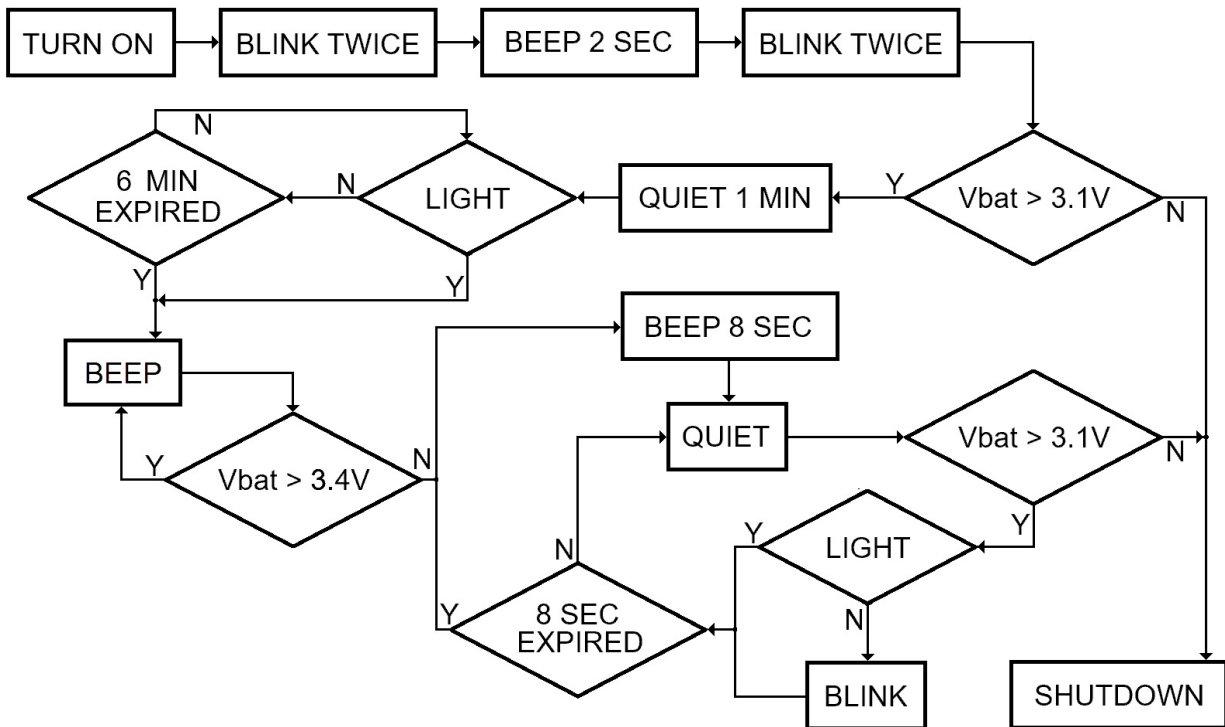 TURN ON
BLINK TWICE
BEEP 2 SEC
BLINK TWICE
N
6 MIN
EXPIRED
N
LIGHT
QUIET 1 MIN
Y
Vbat > 3.1V
N
Y
Y
BEEP 8 SEC
BEEP
QUIET
Vbat > 3.1V
N
Y
Vbat > 3.4V
N
Y
Y
LIGHT
N
N
Y
8 SEC
EXPIRED
BLINK
SHUTDOWN